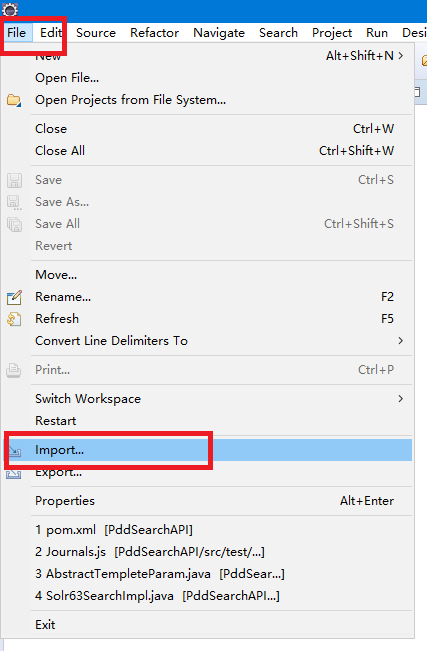 File Edit Source Refactor Navigate Search Project Run
New Alt+Shift+N >
Open File...
Open Projects from File System...
Close Ctrl+W
Close All Ctrl+Shift+W
Save Ctrl+S
Save As...
Save All Ctrl+Shift+S
Revert
Move...
Rename... F2
Refresh F5
Convert Line Delimiters To >
Print... Ctrl+P
Switch Workspace >
Restart
Import...
Export...
Properties Alt+Enter
1 pom.xml [PddSearchAPI]
2 Journals.js [PddSearchAPI/src/test/...]
3 AbstractTempleteParam.java [PddSear...]
4 Solr63SearchImpl.java [PddSearchAPI...]
Exit